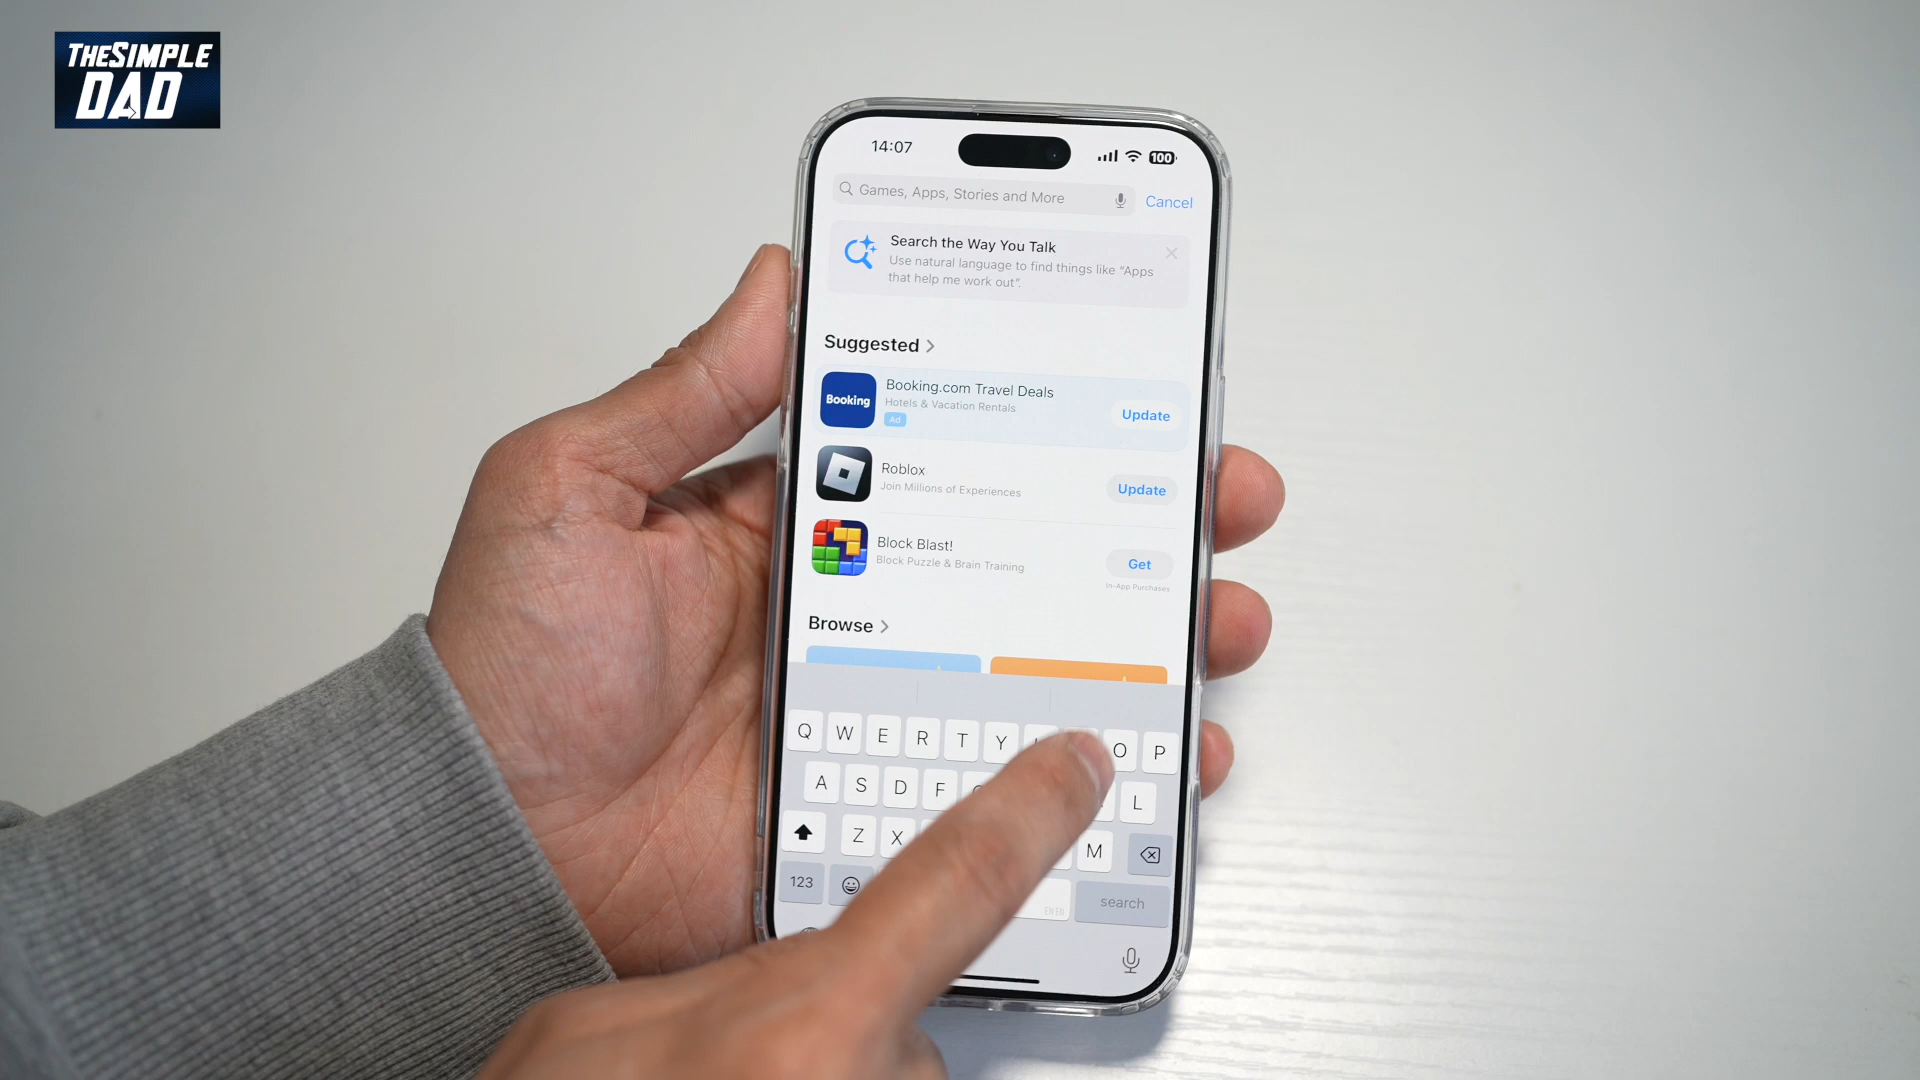 THESIMPLE
DAD
14:07
100
Games, Apps, Stories and More
Cancel
Search the Way You Talk
Use natural language to find things like “Apps
that help me work out”.
Suggested
Booking
Booking.com Travel Deals
Hotels & Vacation Rentals
Ad
Update
Roblox
Join Millions of Experiences
Update
Block Blast!
Block Puzzle & Brain Training
Get
In-App Purchases
Browse
Q W E R T Y O P
A S D F L
Z X M
123
EN EN
search